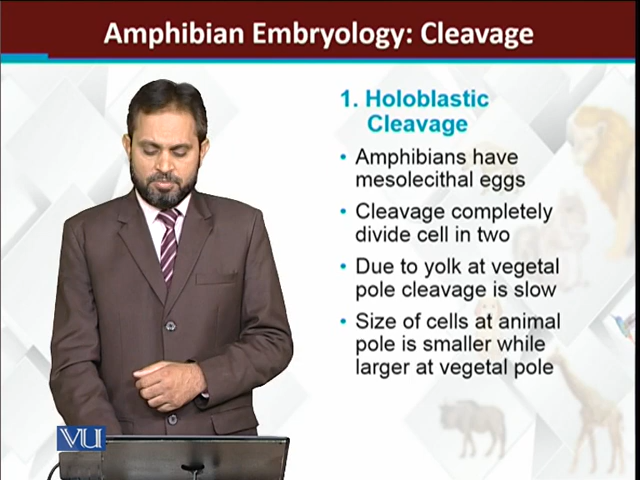 Amphibian Embryology: Cleavage
1. Holoblastic
Cleavage
• Amphibians have
mesolecithal eggs
• Cleavage completely
divide cell in two
• Due to yolk at vegetal
pole cleavage is slow
• Size of cells at animal
pole is smaller while
larger at vegetal pole
VU